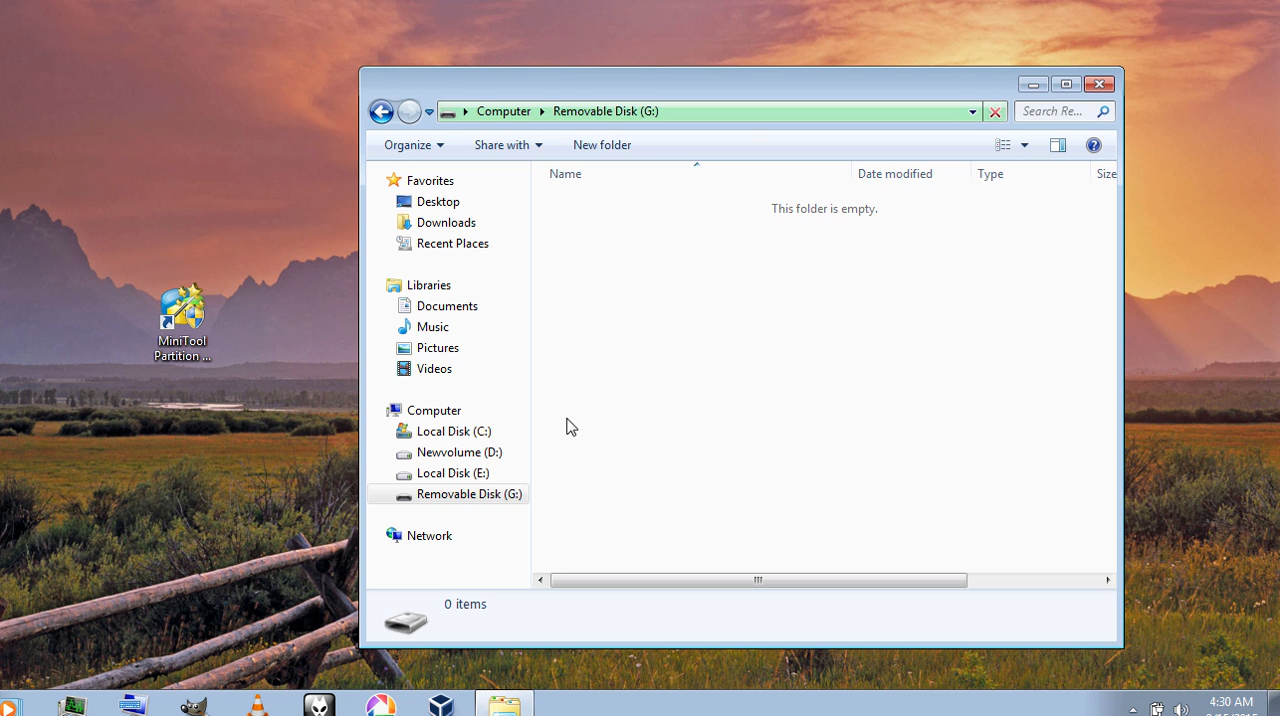 Computer Removable Disk (G:)
Search Re...
Organize Share with New folder
Favorites
Desktop
Downloads
Recent Places
Libraries
Documents
Music
Pictures
Videos
Computer
Local Disk (C:)
Newvolume (D:)
Local Disk (E:)
Removable Disk (G:)
Network
Name Date modified Type Size
This folder is empty.
0 items
MiniTool
Partition ...
4:30 AM